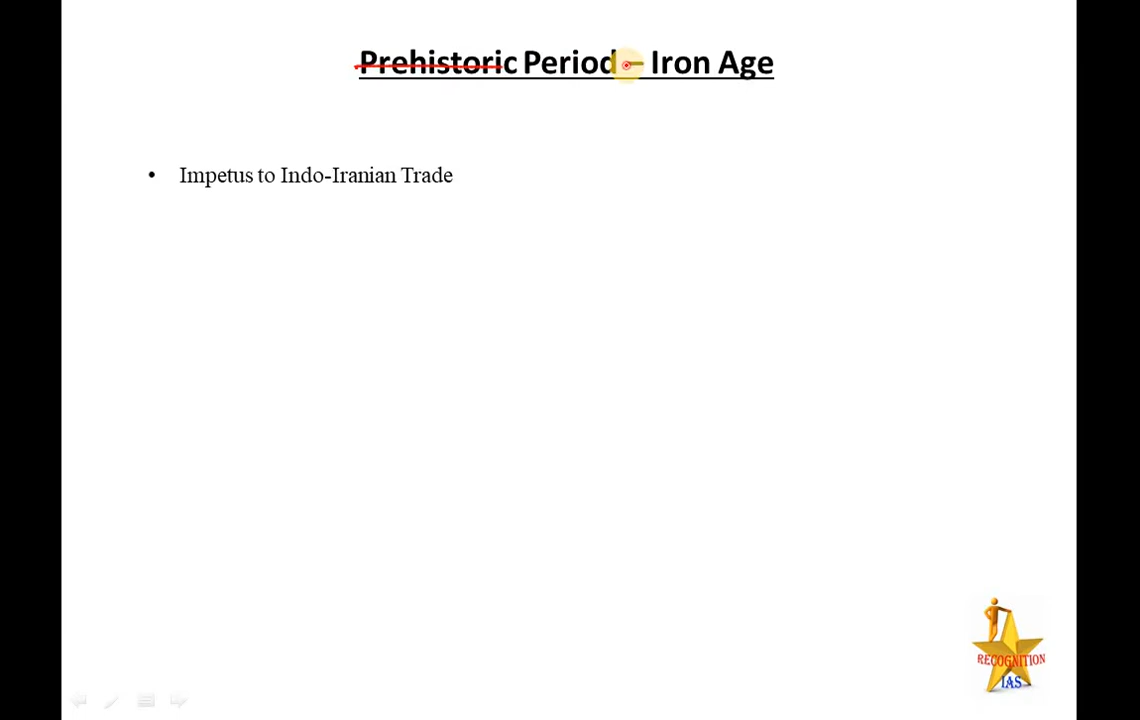 Prehistoric Period – Iron Age
• Impetus to Indo-Iranian Trade
RECOGNITION
IAS